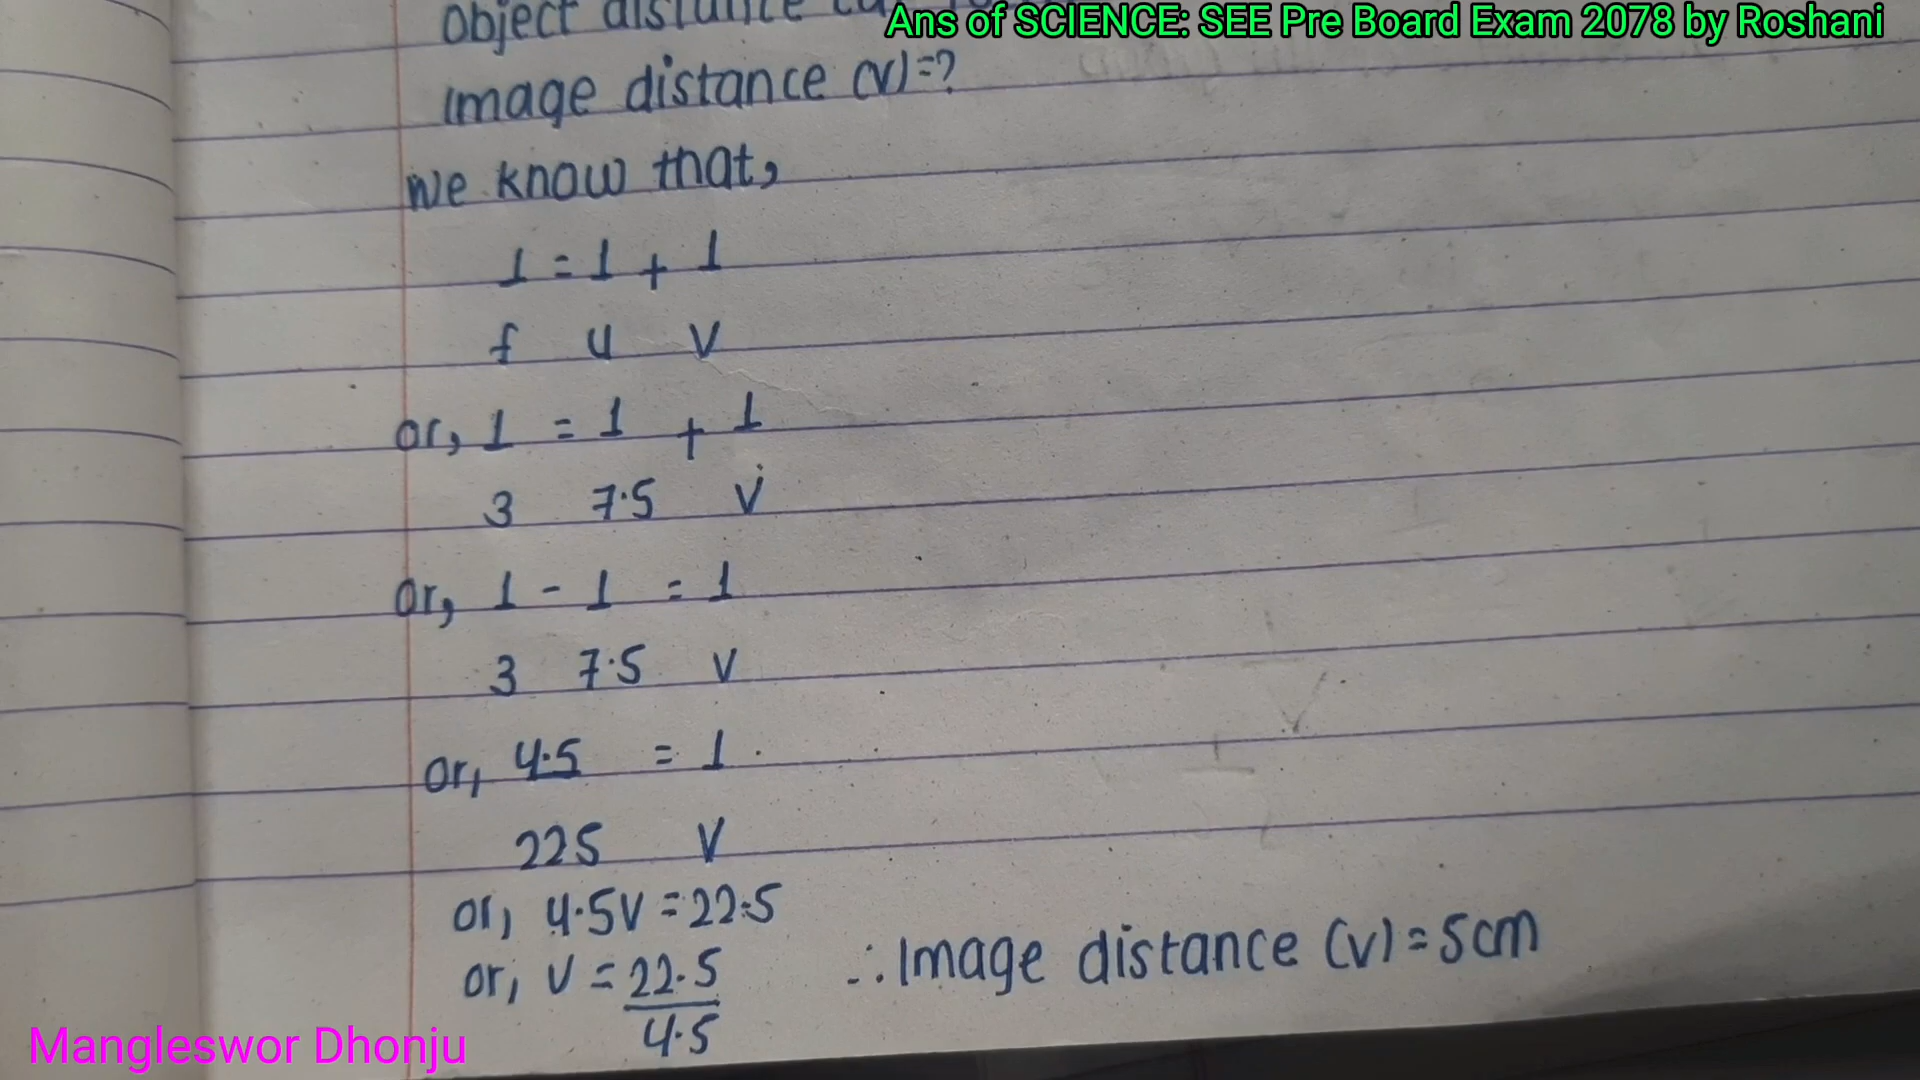 Ans of SCIENCE: SEE Pre Board Exam 2078 by Roshani
Object distance
Image distance (v)=?
We know that,
1 = 1 + 1
f u v
or, 1 = 1 + 1
3 7.5 v
or, 1 - 1 = 1
3 7.5 v
or, 4.5 = 1
225 v
or, 4.5v = 22.5
or, v = 22.5
4.5
∴ Image distance (v) = 5cm
Mangleswor Dhonju